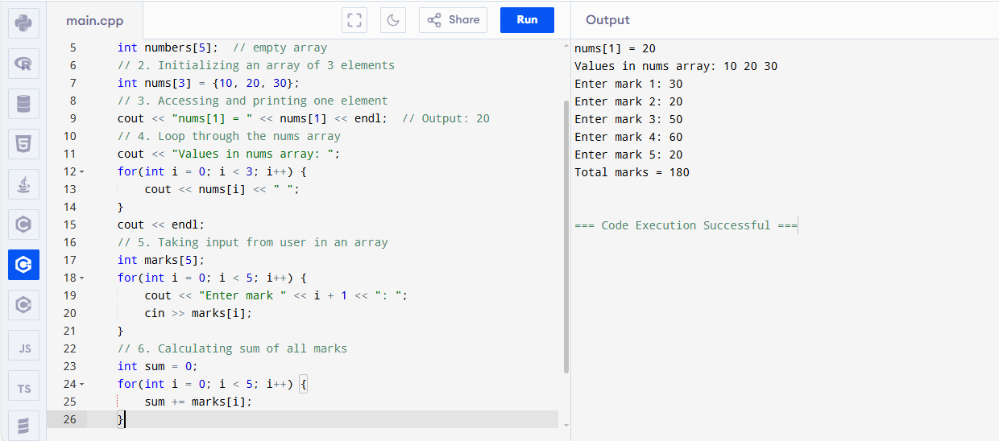 main.cpp
Share
Run
Output
JS
TS
5 int numbers[5];  // empty array
6 // 2. Initializing an array of 3 elements
7 int nums[3] = {10, 20, 30};
8 // 3. Accessing and printing one element
9 cout << "nums[1] = " << nums[1] << endl;  // Output: 20
10 // 4. Loop through the nums array
11 cout << "Values in nums array: ";
12 for(int i = 0; i < 3; i++) {
13     cout << nums[i] << " ";
14 }
15 cout << endl;
16 // 5. Taking input from user in an array
17 int marks[5];
18 for(int i = 0; i < 5; i++) {
19     cout << "Enter mark " << i + 1 << ": ";
20     cin >> marks[i];
21 }
22 // 6. Calculating sum of all marks
23 int sum = 0;
24 for(int i = 0; i < 5; i++) {
25     sum += marks[i];
26 }
nums[1] = 20
Values in nums array: 10 20 30
Enter mark 1: 30
Enter mark 2: 20
Enter mark 3: 50
Enter mark 4: 60
Enter mark 5: 20
Total marks = 180
=== Code Execution Successful ===